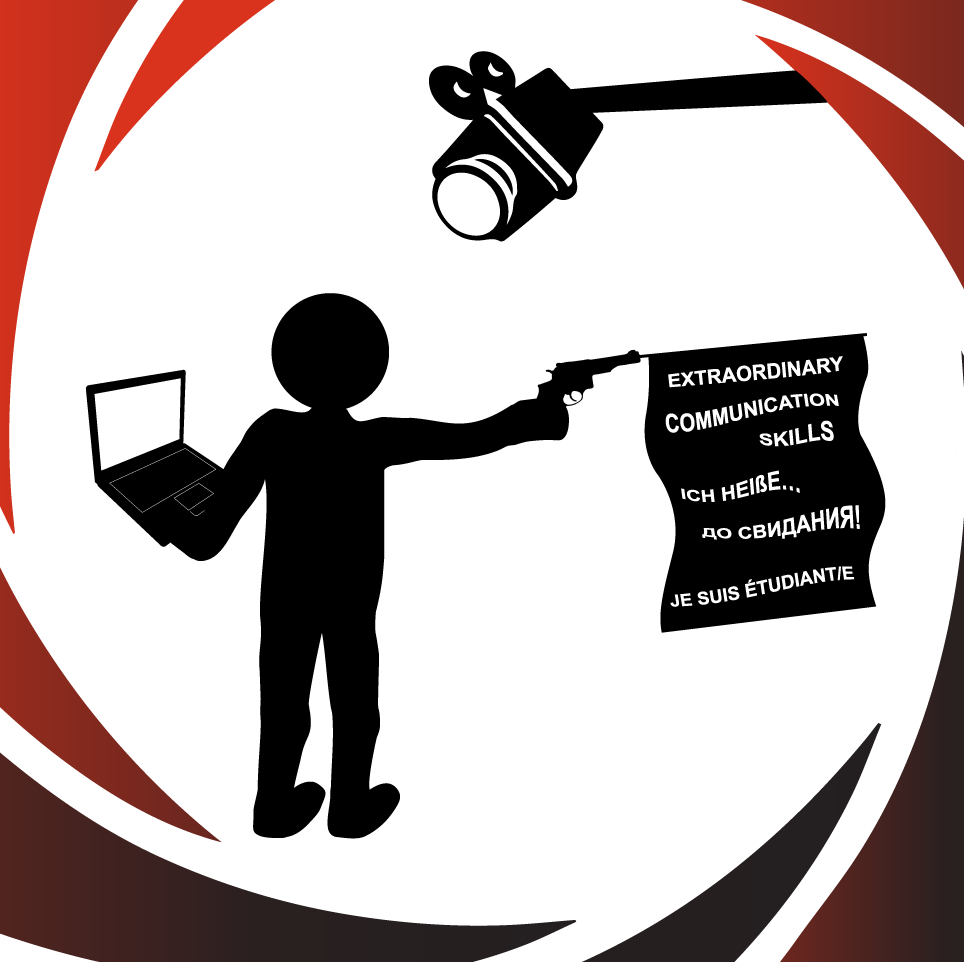 EXTRAORDINARY
COMMUNICATION
SKILLS
ICH HEIßE...
ДО СВИДАНИЯ!
JE SUIS ÉTUDIANT/E